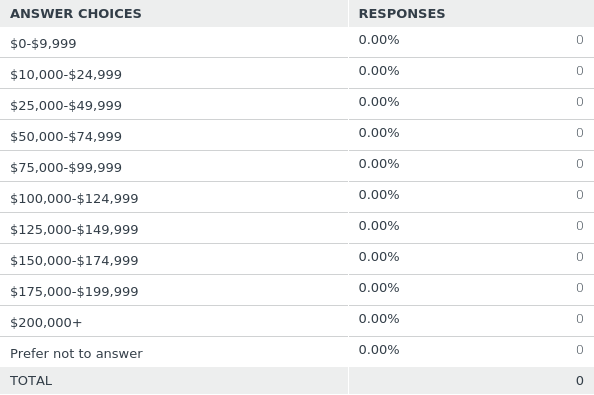 ANSWER CHOICES RESPONSES
$0-$9,999 0.00% 0
$10,000-$24,999 0.00% 0
$25,000-$49,999 0.00% 0
$50,000-$74,999 0.00% 0
$75,000-$99,999 0.00% 0
$100,000-$124,999 0.00% 0
$125,000-$149,999 0.00% 0
$150,000-$174,999 0.00% 0
$175,000-$199,999 0.00% 0
$200,000+ 0.00% 0
Prefer not to answer 0.00% 0
TOTAL 0